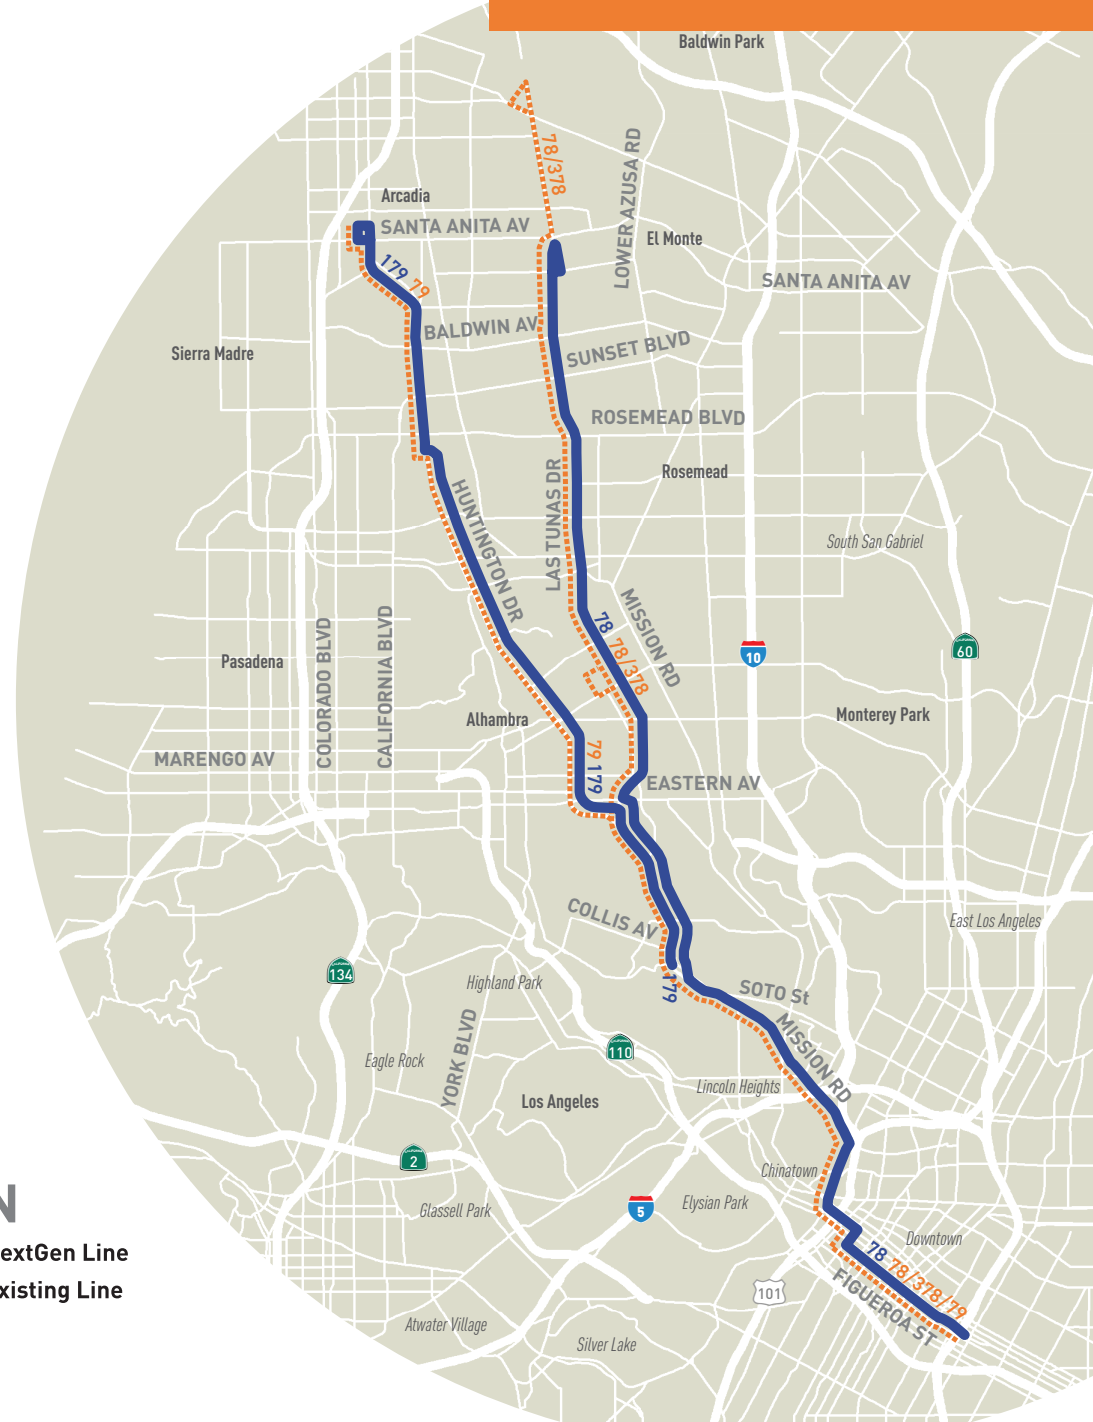 Baldwin Park
78/378
LOWER AZUSA RD
Arcadia
SANTA ANITA AV
El Monte
179 79
SANTA ANITA AV
BALDWIN AV
SUNSET BLVD
Sierra Madre
ROSEMEAD BLVD
Rosemead
HUNTINGTON DR
LAS TUNAS DR
South San Gabriel
MISSION RD
78 78/378
COLORADO BLVD
CALIFORNIA BLVD
Pasadena
10
60
Alhambra
Monterey Park
MARENGO AV
79 179
EASTERN AV
COLLIS AV
East Los Angeles
134
Highland Park
179
SOTO St
MISSION RD
YORK BLVD
Eagle Rock
110
Lincoln Heights
Los Angeles
2
Chinatown
Glassell Park
5
Elysian Park
Downtown
N
extGen Line
xisting Line
78 78/378/79
FIGUEROA ST
101
Atwater Village
Silver Lake